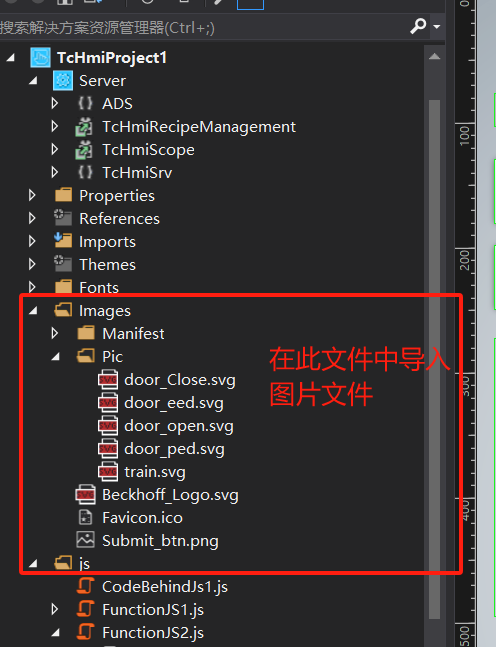 搜索解决方案资源管理器(Ctrl+;)
TcHmiProject1
Server
ADS
TcHmiRecipeManagement
TcHmiScope
TcHmiSrv
Properties
References
Imports
Themes
Fonts
Images
Manifest
Pic
door_Close.svg
door_eed.svg
door_open.svg
door_ped.svg
train.svg
Beckhoff_Logo.svg
Favicon.ico
Submit_btn.png
js
CodeBehindJs1.js
FunctionJS1.js
FunctionJS2.js
在此文件中导入
图片文件
0
100
200
300
400
500